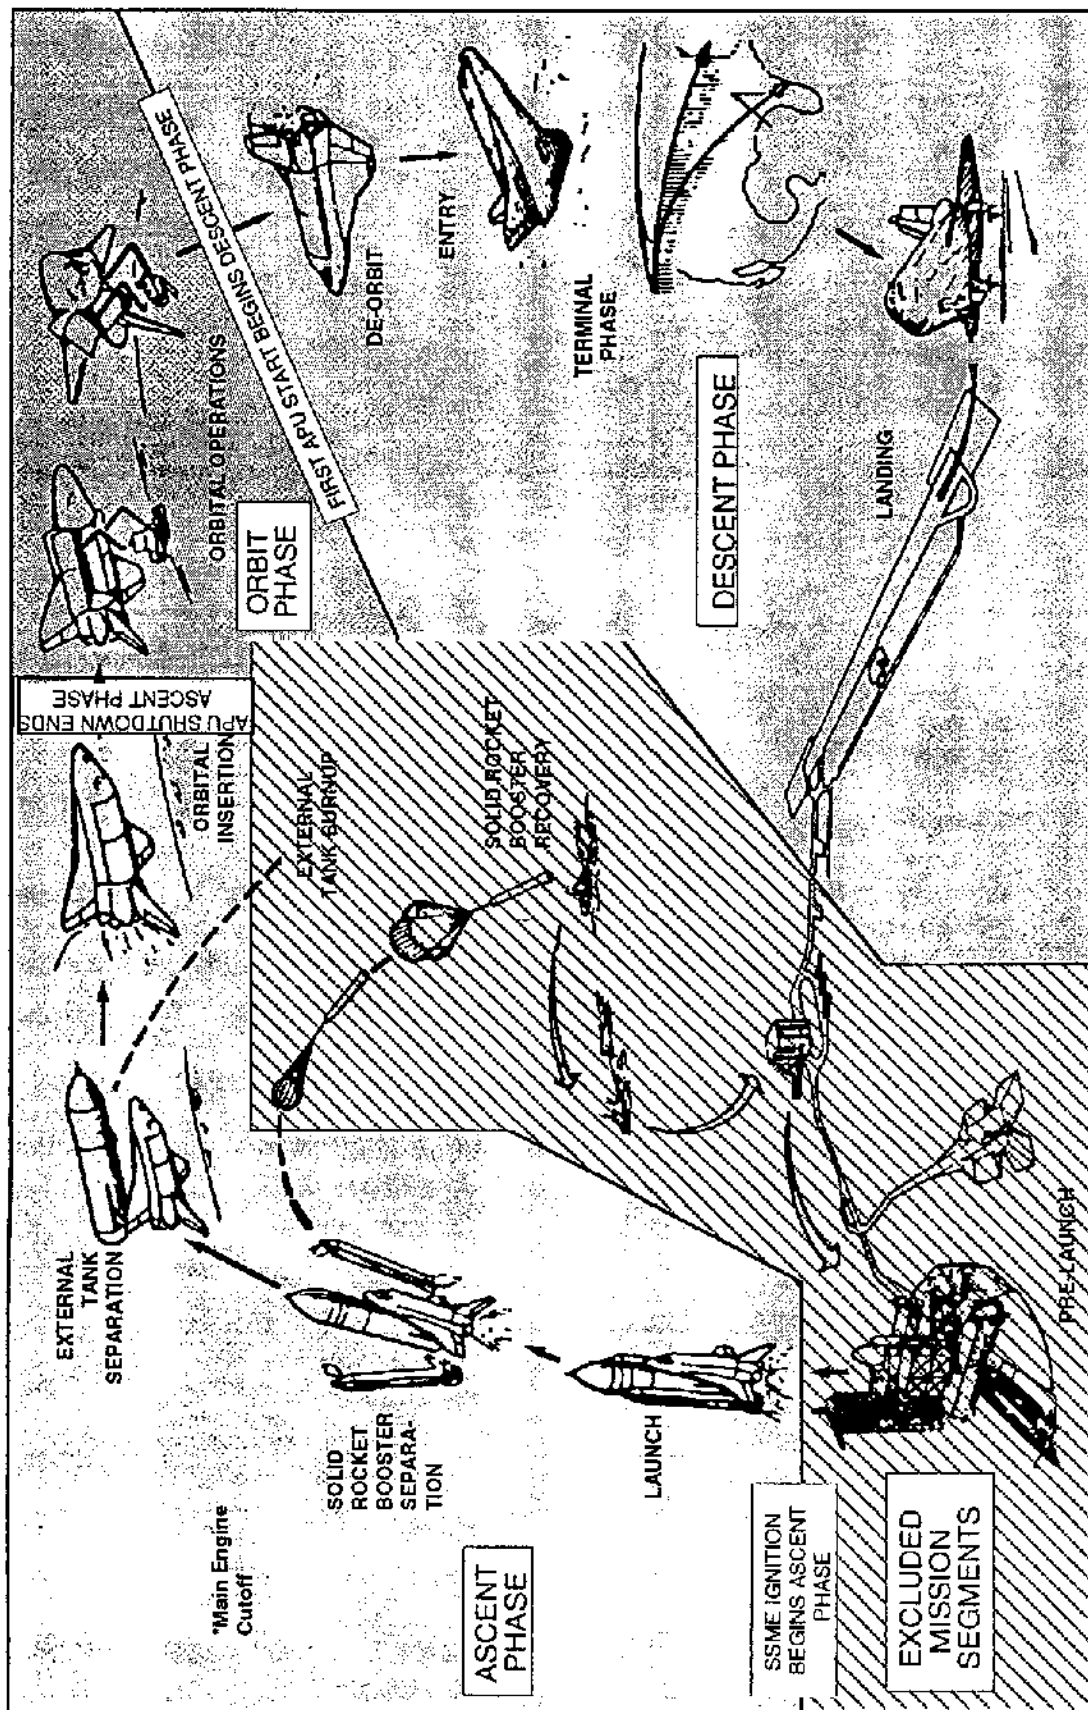 *Main Engine
Cutoff
EXTERNAL
TANK
SEPARATION
ORBITAL
INSERTION
APU SHUTDOWN ENDS
ASCENT PHASE
ORBITAL OPERATIONS
ORBIT
PHASE
FIRST APU START BEGINS DESCENT PHASE
SOLID
ROCKET
BOOSTER
SEPARA-
TION
EXTERNAL
TANK BURNUP
DE-ORBIT
ENTRY
ASCENT
PHASE
LAUNCH
SOLID ROCKET
BOOSTER
RECOVERY
TERMINAL
PHASE
DESCENT PHASE
SSME IGNITION
BEGINS ASCENT
PHASE
LANDING
EXCLUDED
MISSION
SEGMENTS
PRE-LAUNCH